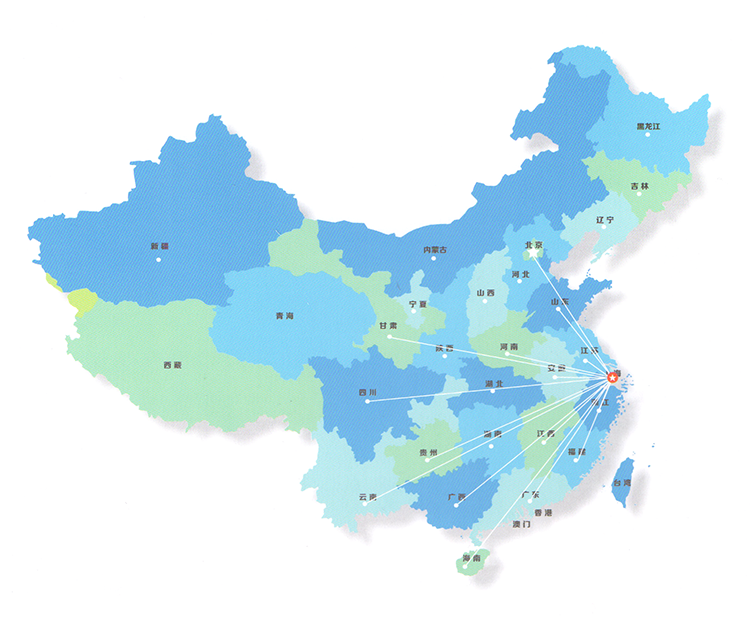 黑龙江
吉林
辽宁
北京
内蒙古
新疆
河北
山西
山东
宁夏
青海
甘肃
陕西
河南
江苏
西藏
安徽
海
湖北
四川
江
湖南
江西
贵州
福建
台湾
云南
广西
广东
香港
澳门
海南